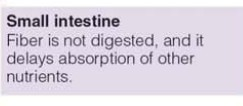 Small intestine
Fiber is not digested, and it
delays absorption of other
nutrients.